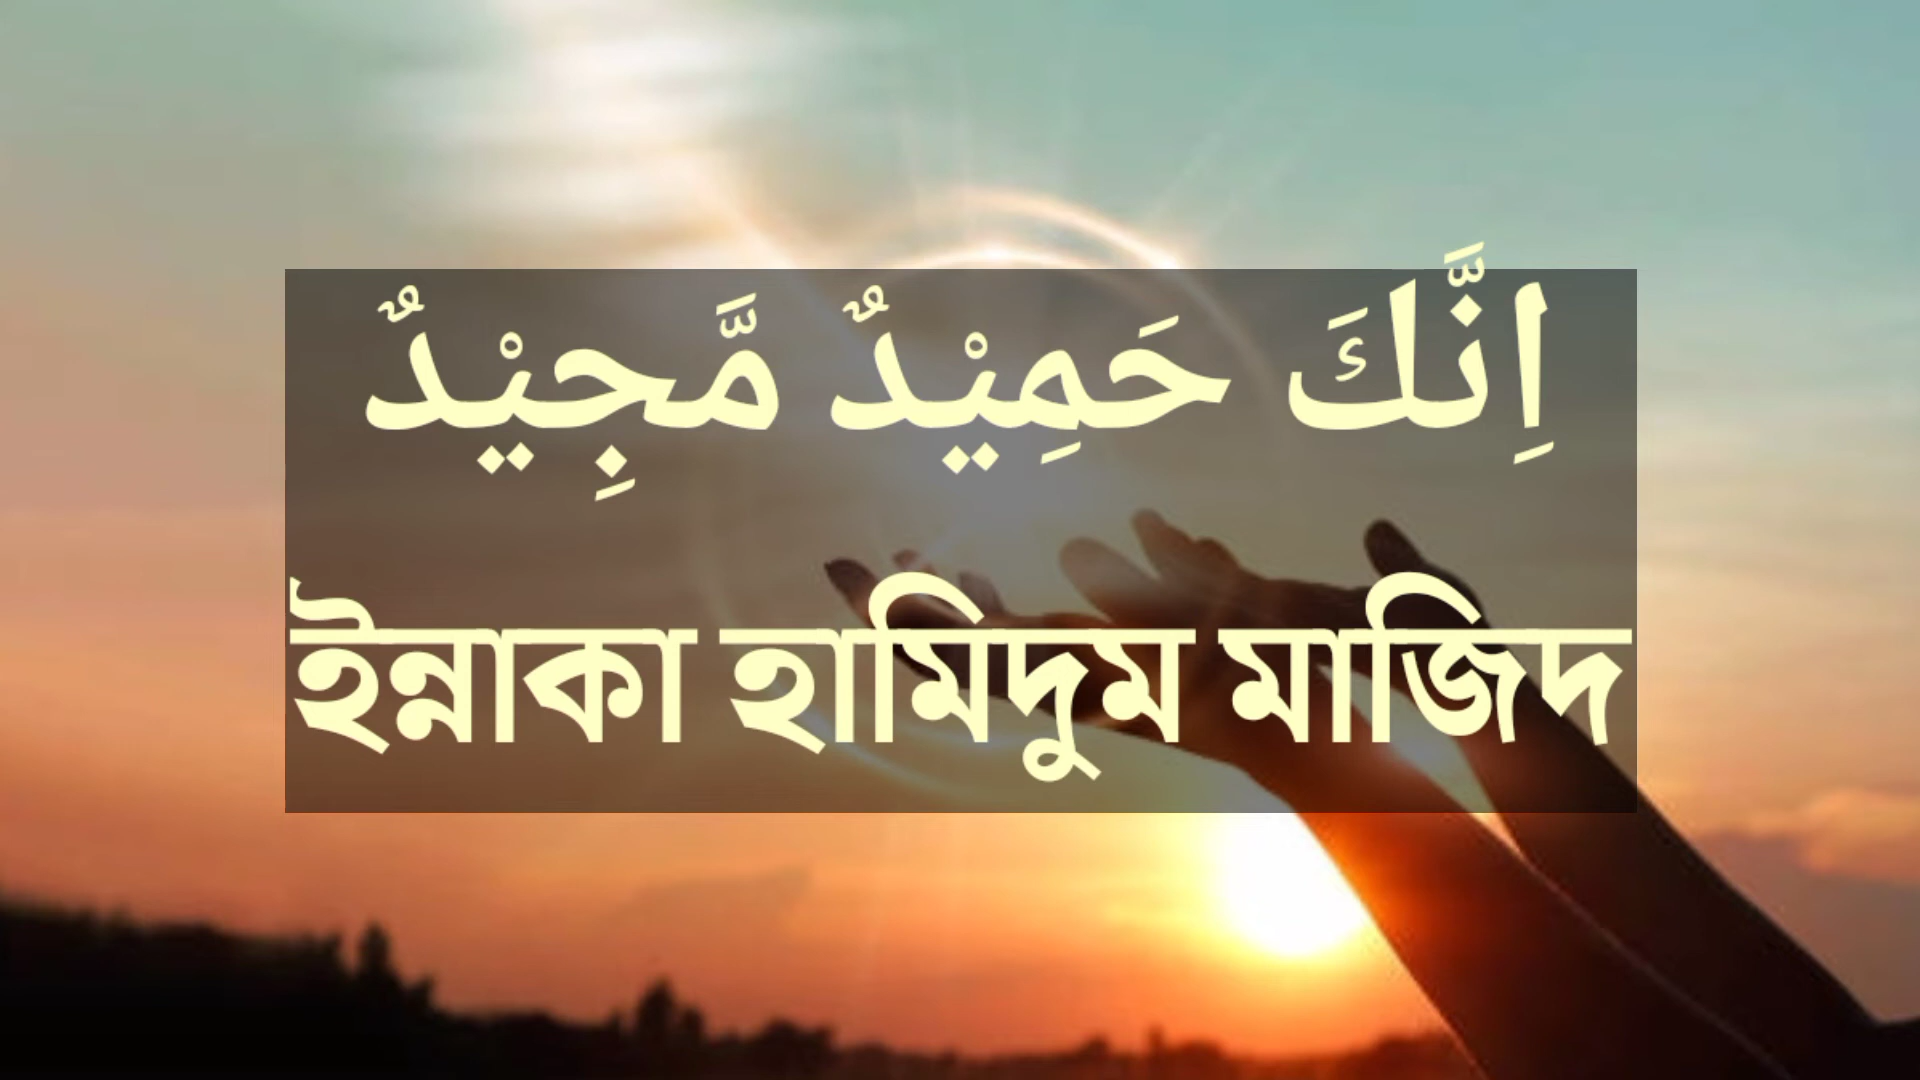 اِنَّكَ حَمِيْدٌ مَّجِيْدٌ
ইন্নাকা হামিদুম মাজিদ